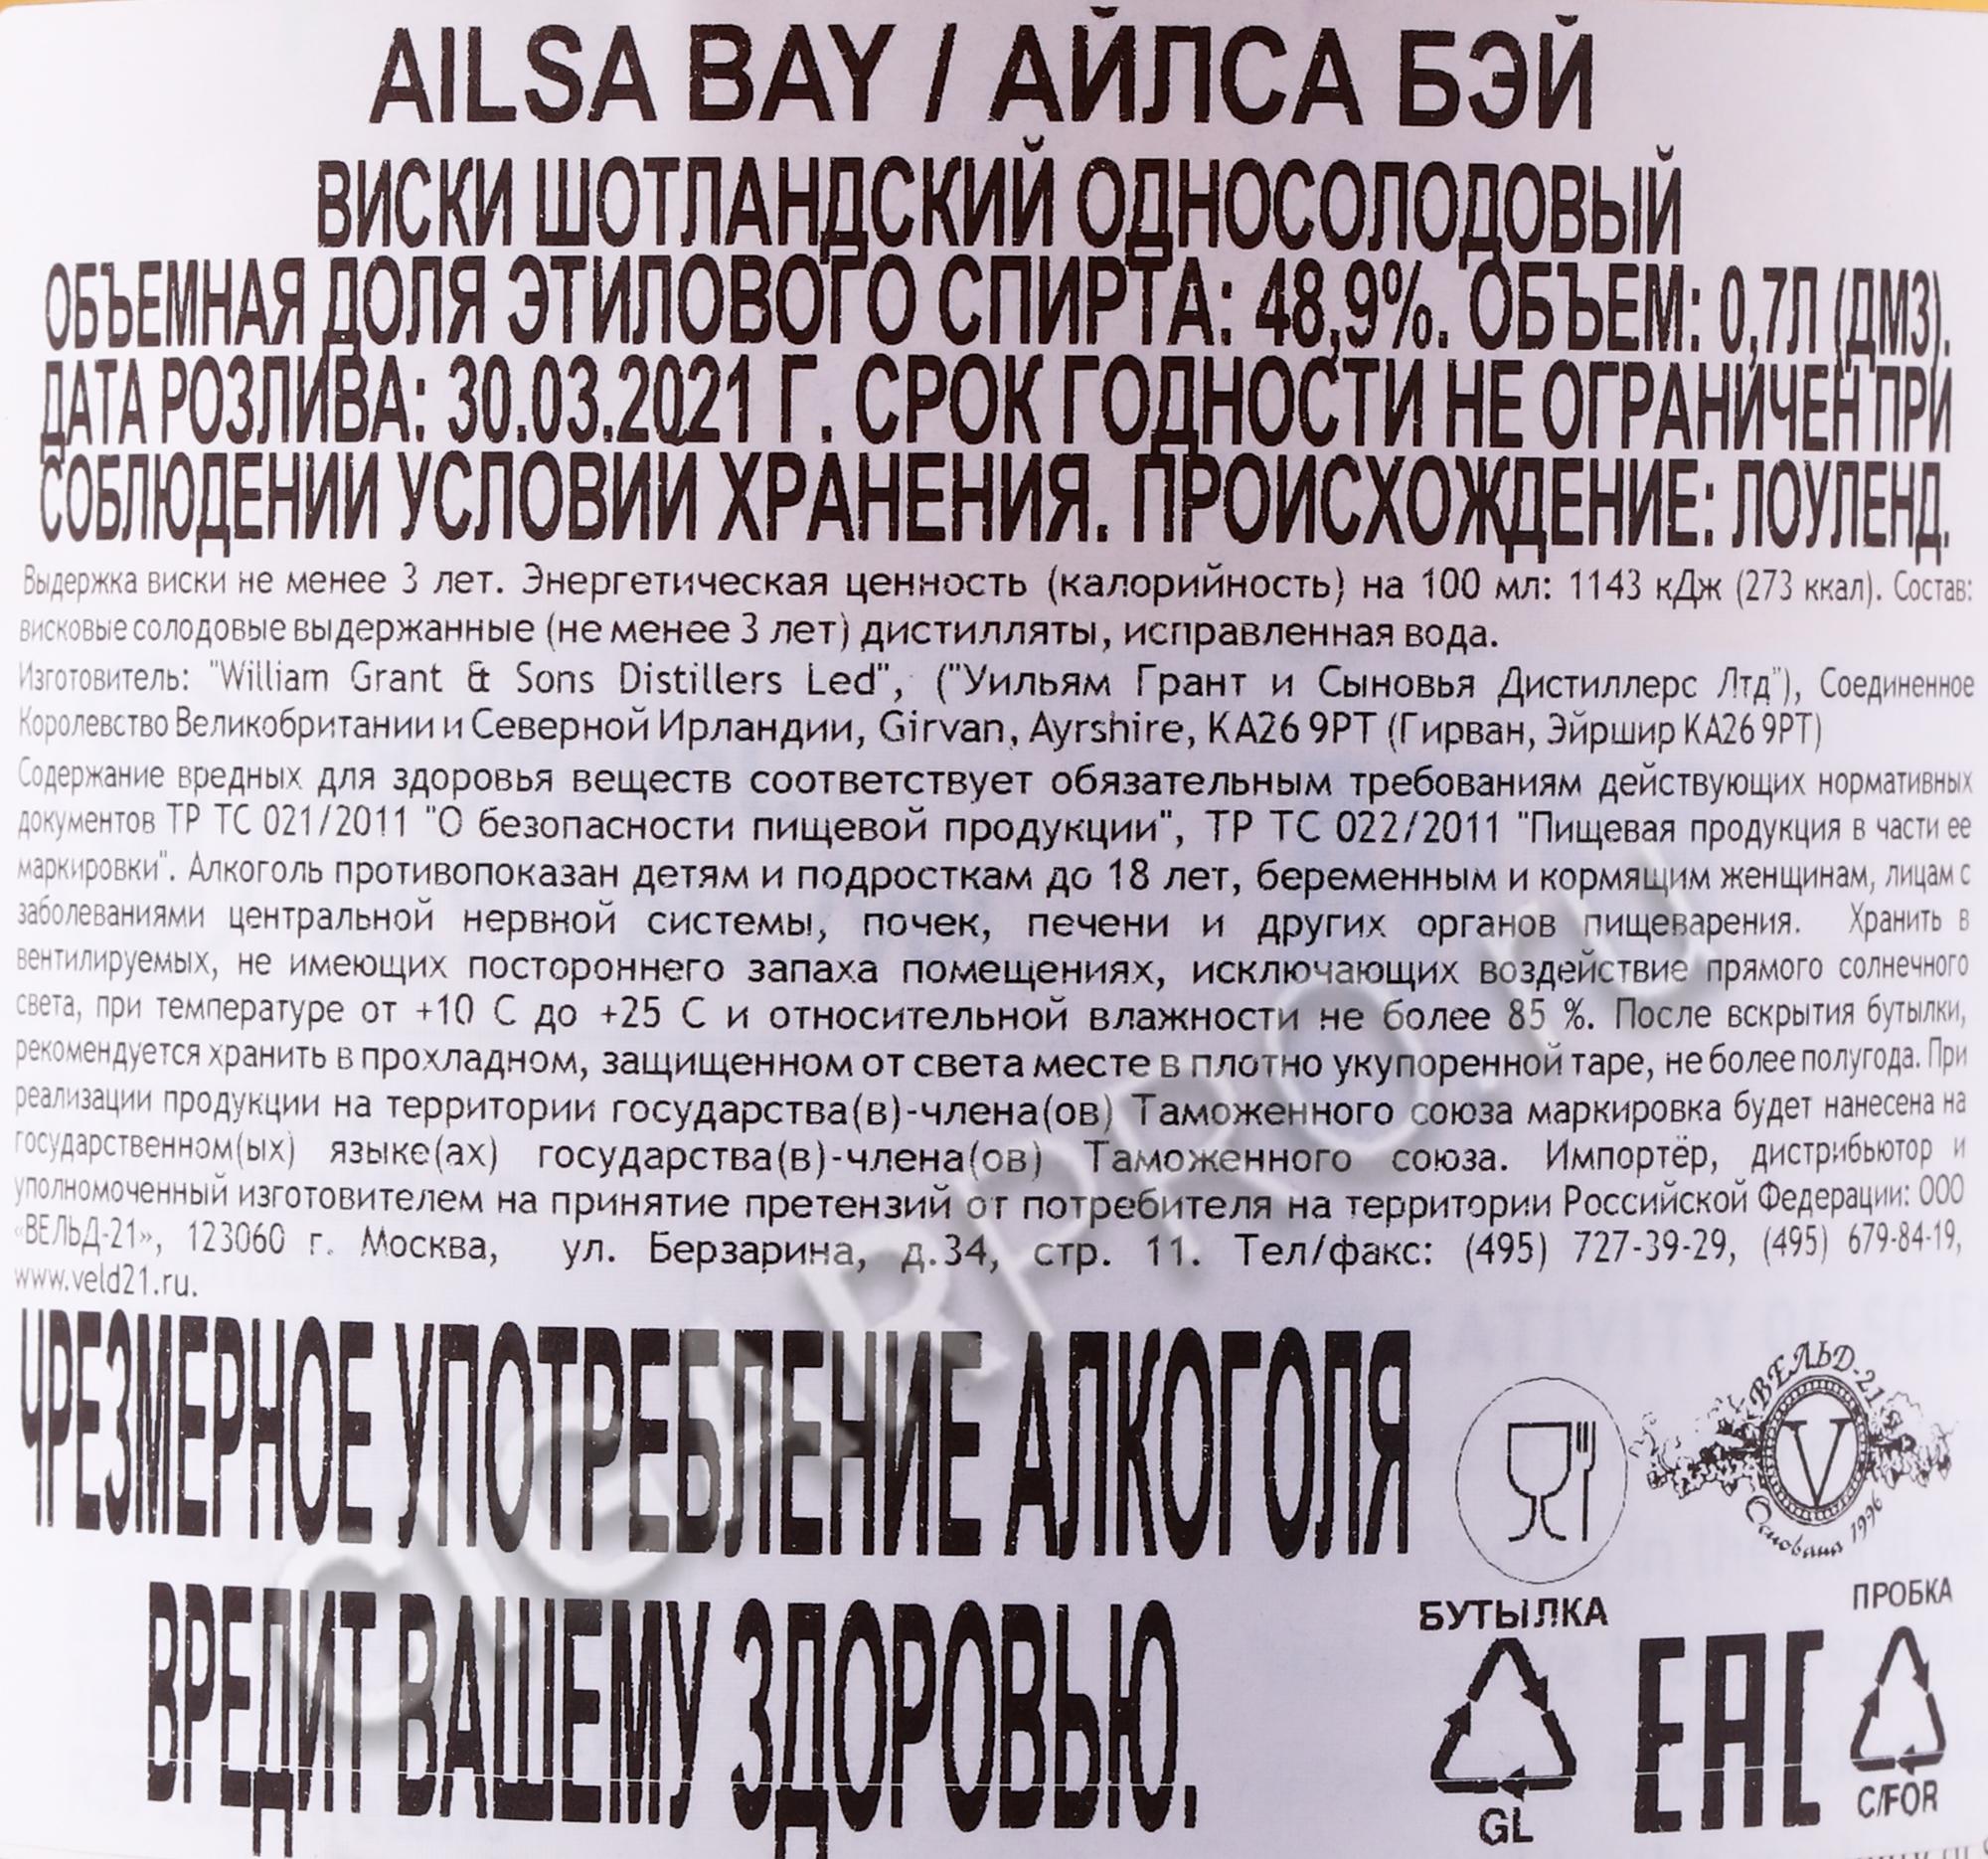 AILSA BAY / АЙЛСА БЭЙ
ВИСКИ ШОТЛАНДСКИЙ ОДНОСОЛОДОВЫЙ
ОБЪЕМНАЯ ДОЛЯ ЭТИЛОВОГО СПИРТА: 48,9%. ОБЪЕМ: 0,7Л (ДМ3).
ДАТА РОЗЛИВА: 30.03.2021 Г. СРОК ГОДНОСТИ НЕ ОГРАНИЧЕН ПРИ
СОБЛЮДЕНИИ УСЛОВИЙ ХРАНЕНИЯ. ПРОИСХОЖДЕНИЕ: ЛОУЛЕНД.
Выдержка виски не менее 3 лет. Энергетическая ценность (калорийность) на 100 мл: 1143 кДж (273 ккал). Состав:
висковые солодовые выдержанные (не менее 3 лет) дистилляты, исправленная вода.
Изготовитель: "William Grant & Sons Distillers Led", ("Уильям Грант и Сыновья Дистиллерс Лтд"), Соединенное
Королевство Великобритании и Северной Ирландии, Girvan, Ayrshire, KA26 9PT (Гирван, Эйршир KA26 9PT)
Содержание вредных для здоровья веществ соответствует обязательным требованиям действующих нормативных
документов ТР ТС 021/2011 "О безопасности пищевой продукции", ТР ТС 022/2011 "Пищевая продукция в части ее
маркировки". Алкоголь противопоказан детям и подросткам до 18 лет, беременным и кормящим женщинам, лицам с
заболеваниями центральной нервной системы, почек, печени и других органов пищеварения. Хранить в
вентилируемых, не имеющих постороннего запаха помещениях, исключающих воздействие прямого солнечного
света, при температуре от +10 С до +25 С и относительной влажности не более 85 %. После вскрытия бутылки,
рекомендуется хранить в прохладном, защищенном от света месте в плотно укупоренной таре, не более полугода. При
реализации продукции на территории государства(в)-члена(ов) Таможенного союза маркировка будет нанесена на
государственном(ых) языке(ах) государства(в)-члена(ов) Таможенного союза. Импортёр, дистрибьютор и
уполномоченный изготовителем на принятие претензий от потребителя на территории Российской Федерации: ООО
«ВЕЛЬД-21», 123060 г. Москва, ул. Берзарина, д.34, стр. 11. Тел/факс: (495) 727-39-29, (495) 679-84-19,
www.veld21.ru.
ЧРЕЗМЕРНОЕ УПОТРЕБЛЕНИЕ АЛКОГОЛЯ
ВРЕДИТ ВАШЕМУ ЗДОРОВЬЮ.
«ВЕЛЬД-21»
V
Основана 1996
БУТЫЛКА
GL
EAC
ПРОБКА
C/FOR
CIGARPRO.ru